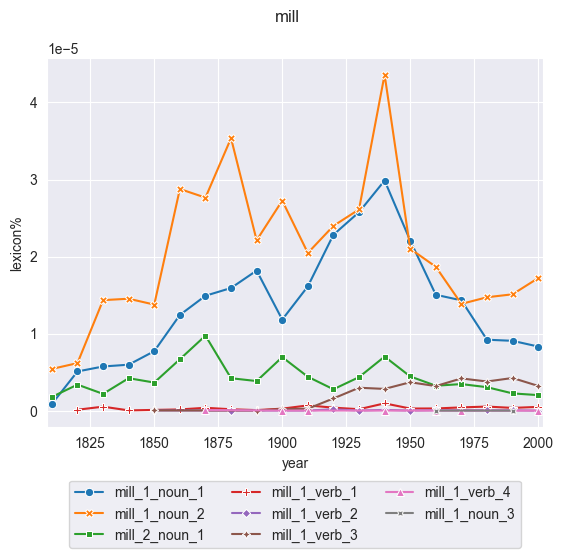 mill
1e−5
4
3
2
1
0
lexicon%
1825 1850 1875 1900 1925 1950 1975 2000
year
mill_1_noun_1 mill_1_verb_1 mill_1_verb_4
mill_1_noun_2 mill_1_verb_2 mill_1_noun_3
mill_2_noun_1 mill_1_verb_3